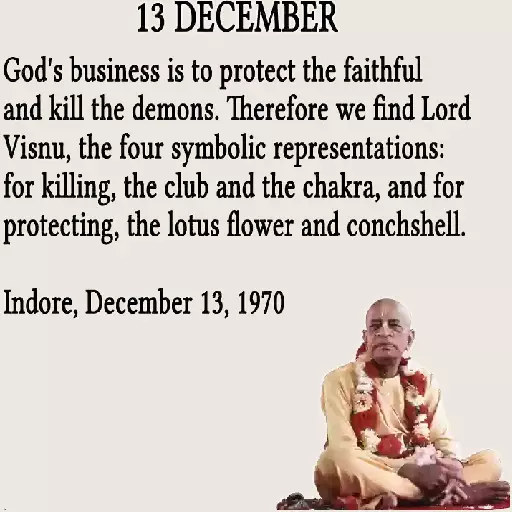 13 DECEMBER
God's business is to protect the faithful
and kill the demons. Therefore we find Lord
Visnu, the four symbolic representations:
for killing, the club and the chakra, and for
protecting, the lotus flower and conchshell.
Indore, December 13, 1970